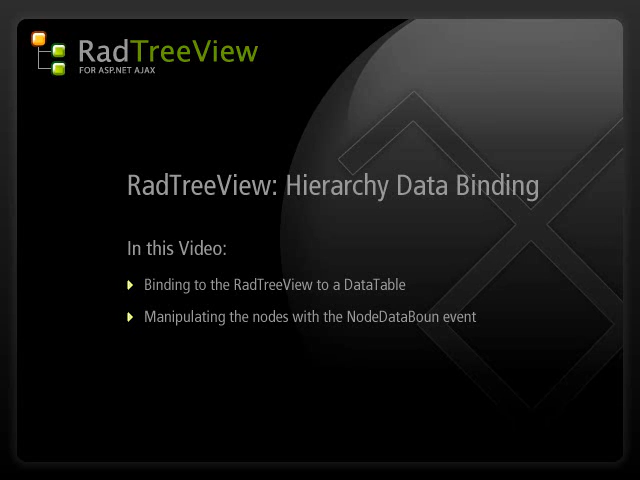 RadTreeView
FOR ASP.NET AJAX
RadTreeView: Hierarchy Data Binding
In this Video:
Binding to the RadTreeView to a DataTable
Manipulating the nodes with the NodeDataBoun event